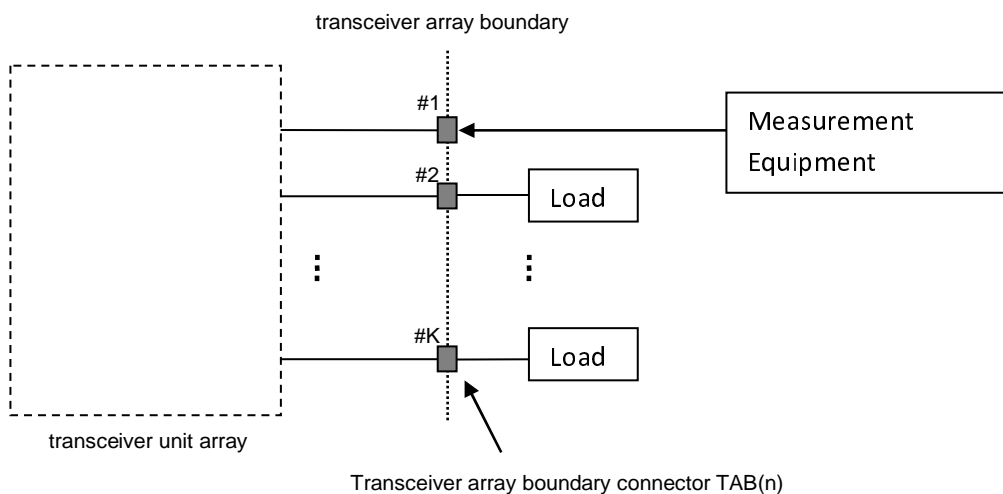 transceiver array boundary
#1
Measurement
Equipment
#2
Load
#K
Load
transceiver unit array
Transceiver array boundary connector TAB(n)